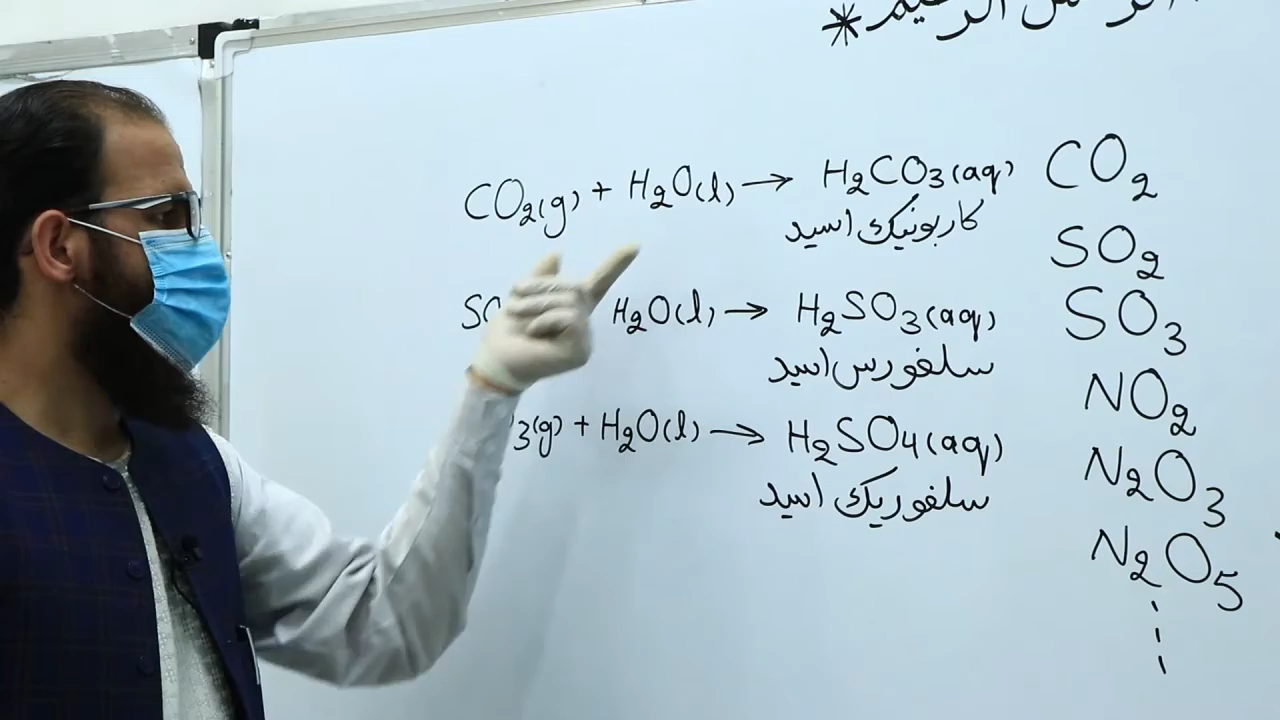 CO2(g) + H2O(l) → H2CO3(aq)
کاربونیک اسید
H2O(l) → H2SO3(aq)
سلفورس اسید
3(g) + H2O(l) → H2SO4(aq)
سلفوریک اسید
CO2
SO2
SO3
NO2
N2O3
N2O5